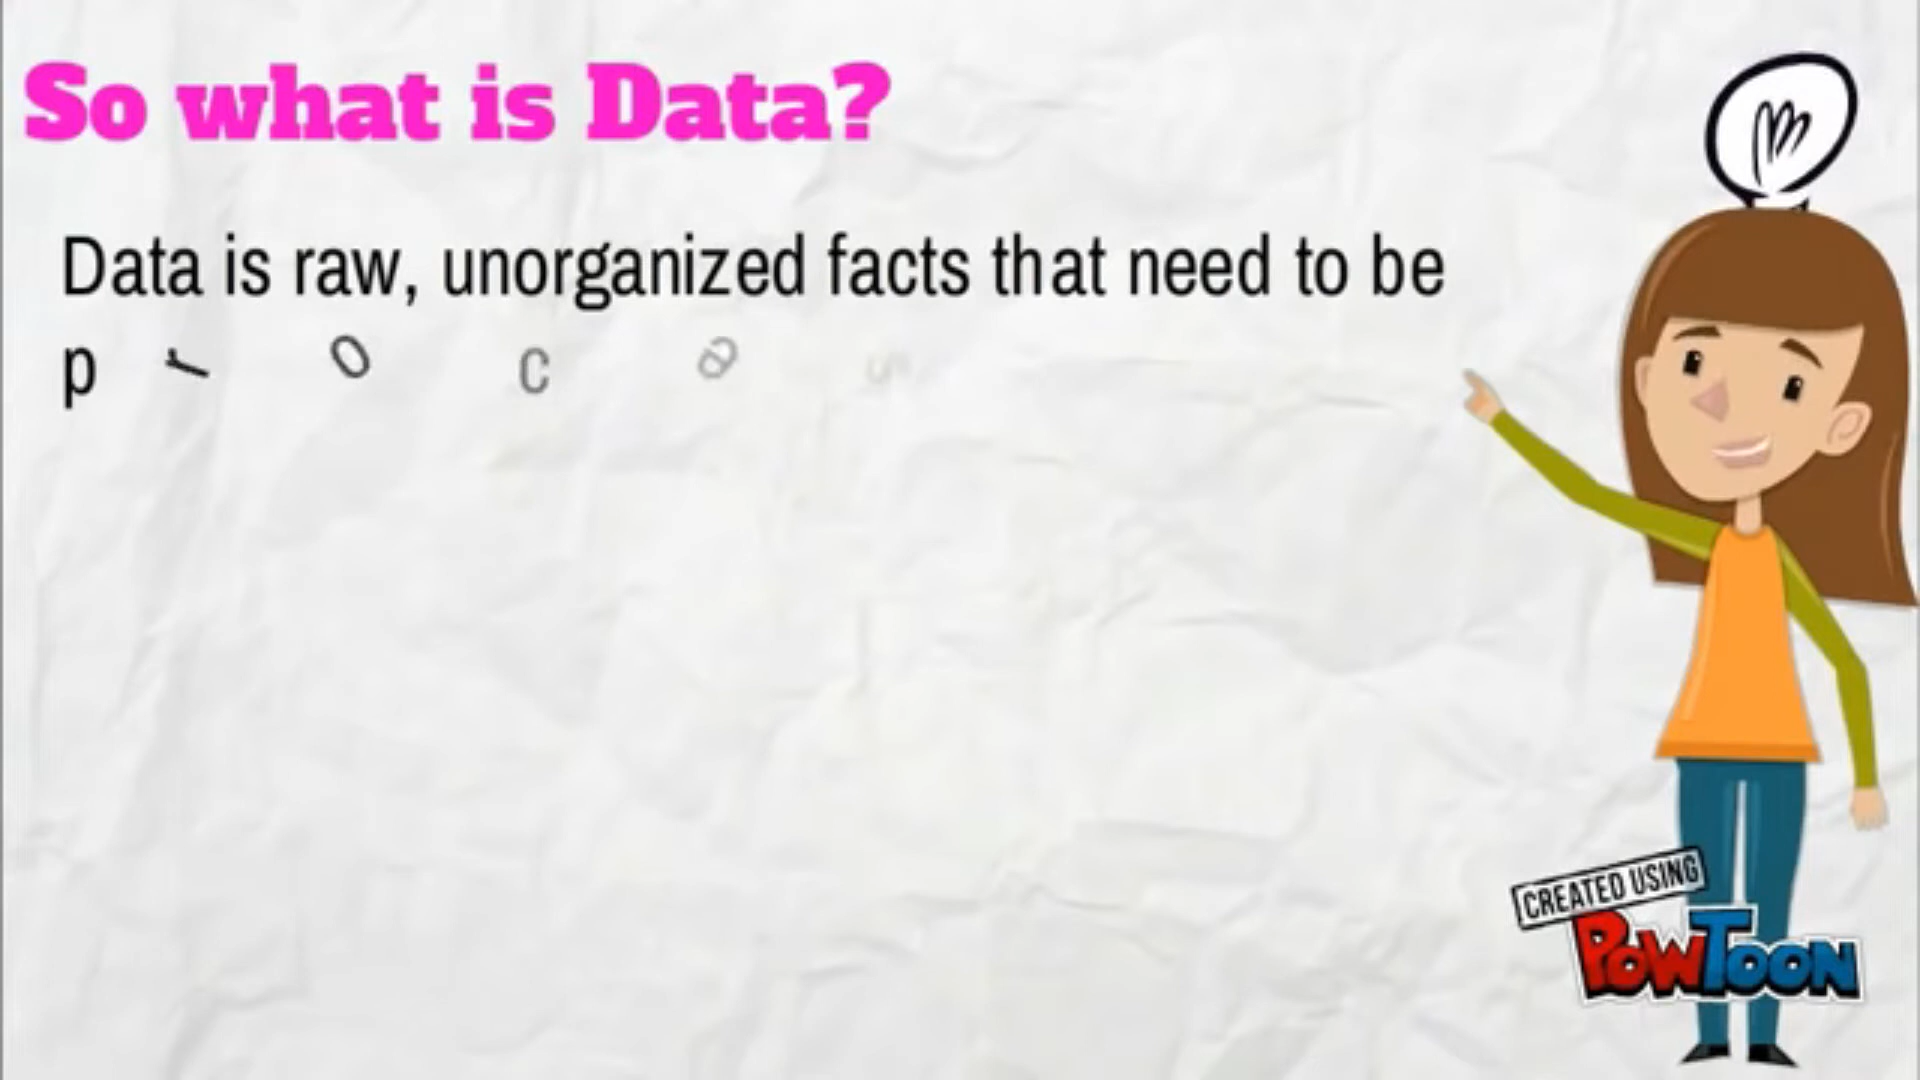 So what is Data?
Data is raw, unorganized facts that need to be
p r o c e s
CREATED USING
POWTOON